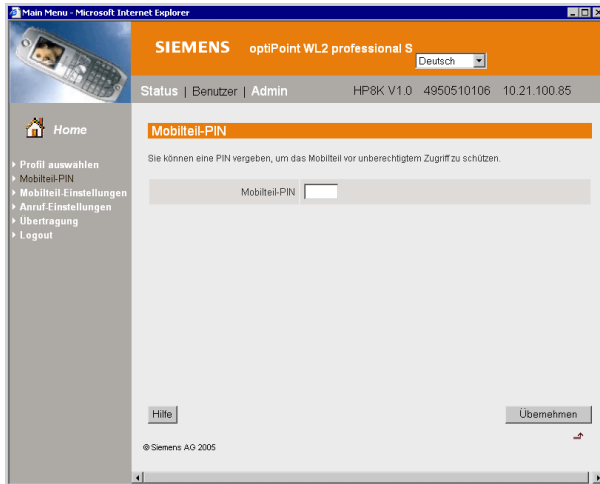 Main Menu - Microsoft Internet Explorer
SIEMENS optiPoint WL2 professional S
Deutsch
Status | Benutzer | Admin HP8K V1.0 4950510106 10.21.100.85
Home
Profil auswählen
Mobilteil-PIN
Mobilteil-Einstellungen
Anruf-Einstellungen
Übertragung
Logout
Mobilteil-PIN
Sie können eine PIN vergeben, um das Mobilteil vor unberechtigtem Zugriff zu schützen.
Mobilteil-PIN
Hilfe
Übernehmen
© Siemens AG 2005